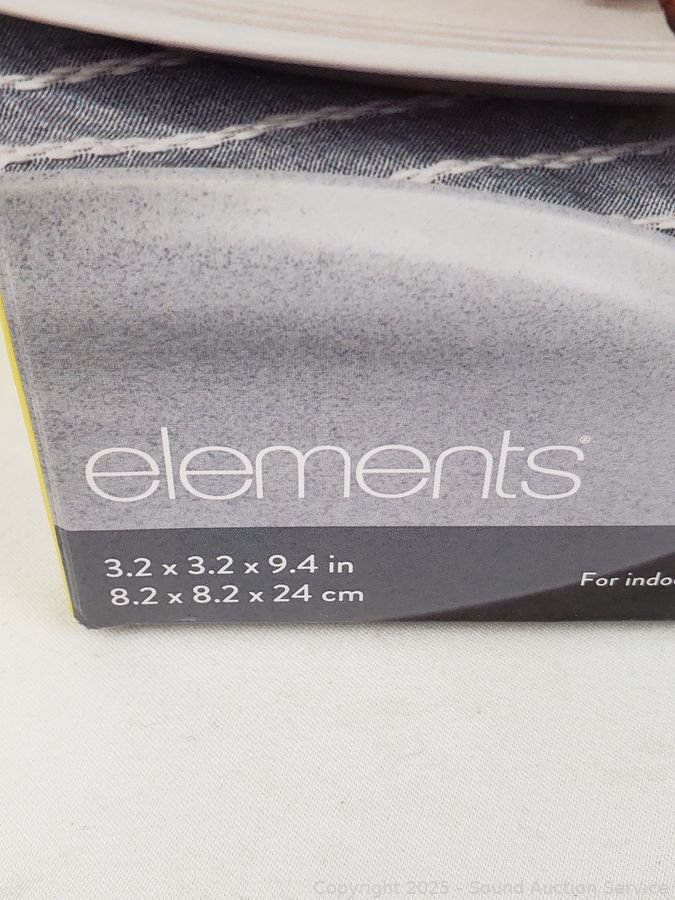 elements®
3.2 x 3.2 x 9.4 in
8.2 x 8.2 x 24 cm
For indo
Copyright 2025 - Sound Auction Service